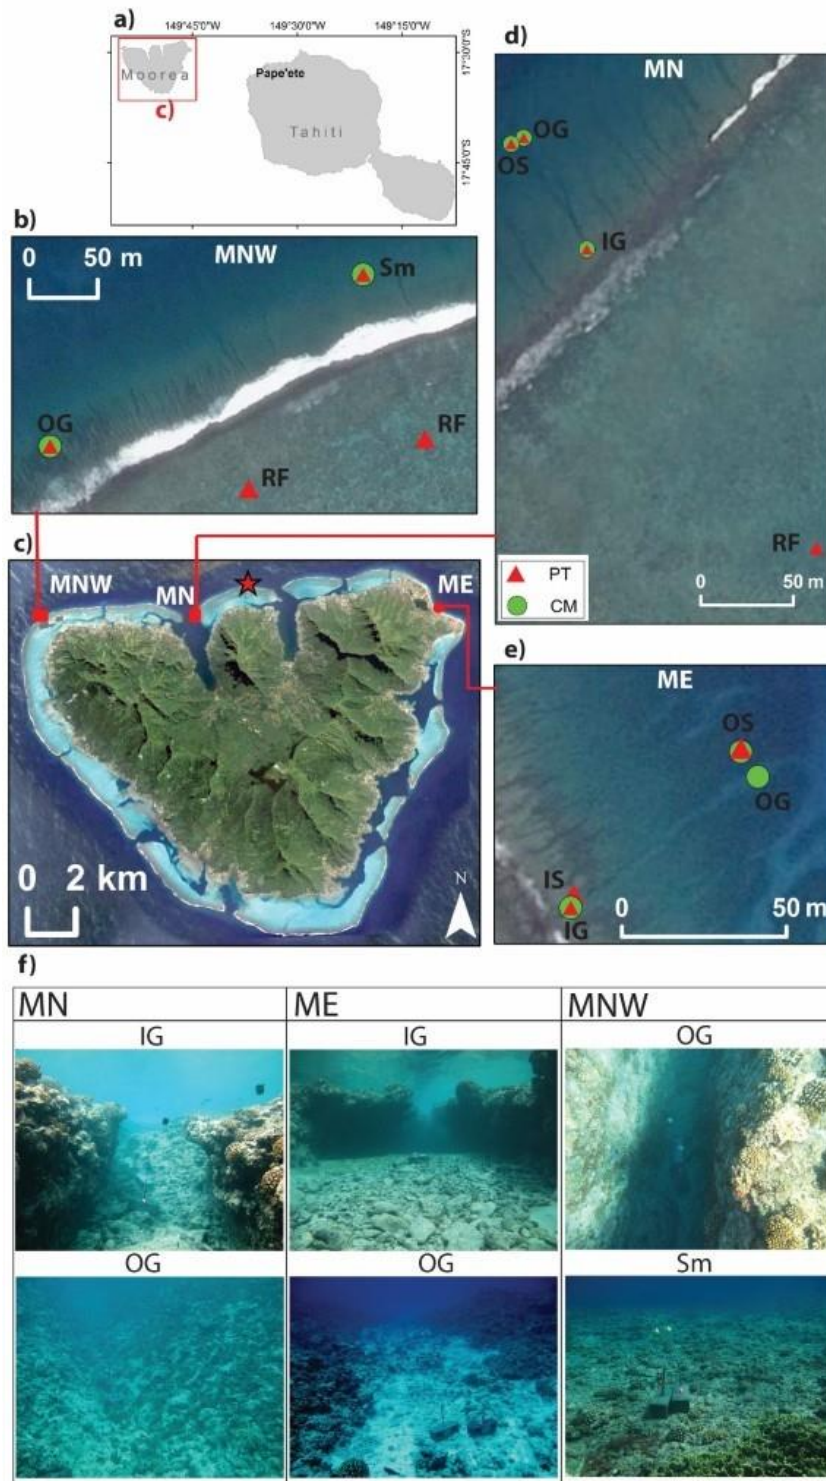 a)
149°45'0"W
149°30'0"W
149°15'0"W
17°30'0"S
17°45'0"S
Moorea
c)
Pape'ete
Tahiti
b)
0 50 m
MNW
Sm
OG
RF
RF
d)
MN
OG
OS
IG
RF
PT
CM
0 50 m
c)
MNW
MN
ME
0 2 km
N
e)
ME
OS
OG
IS
IG
0 50 m
f)
MN ME MNW
IG IG OG
OG OG Sm